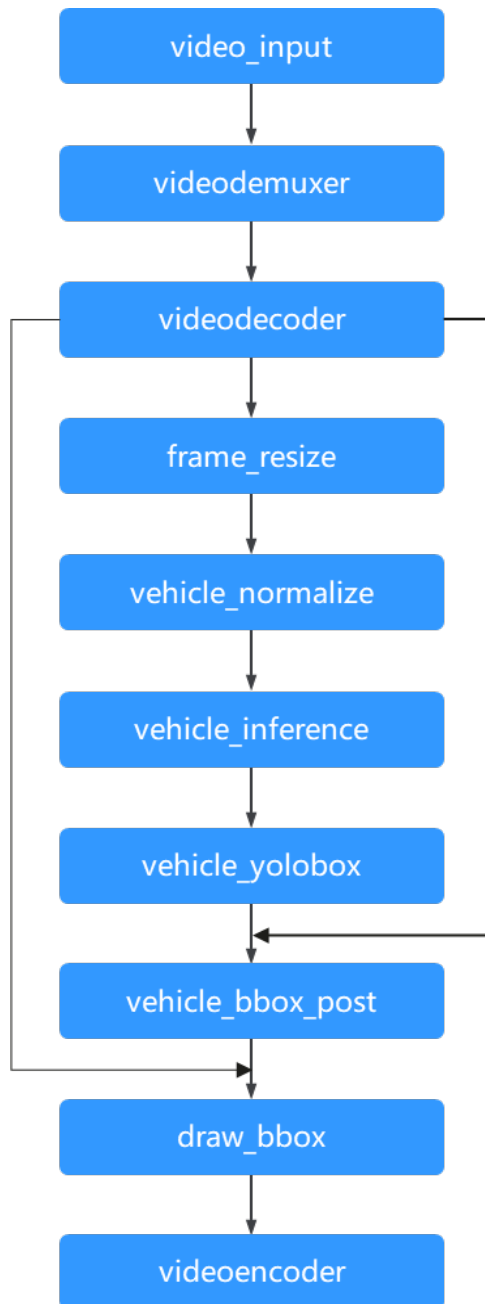 video_input
videodemuxer
videodecoder
frame_resize
vehicle_normalize
vehicle_inference
vehicle_yolobox
vehicle_bbox_post
draw_bbox
videoencoder